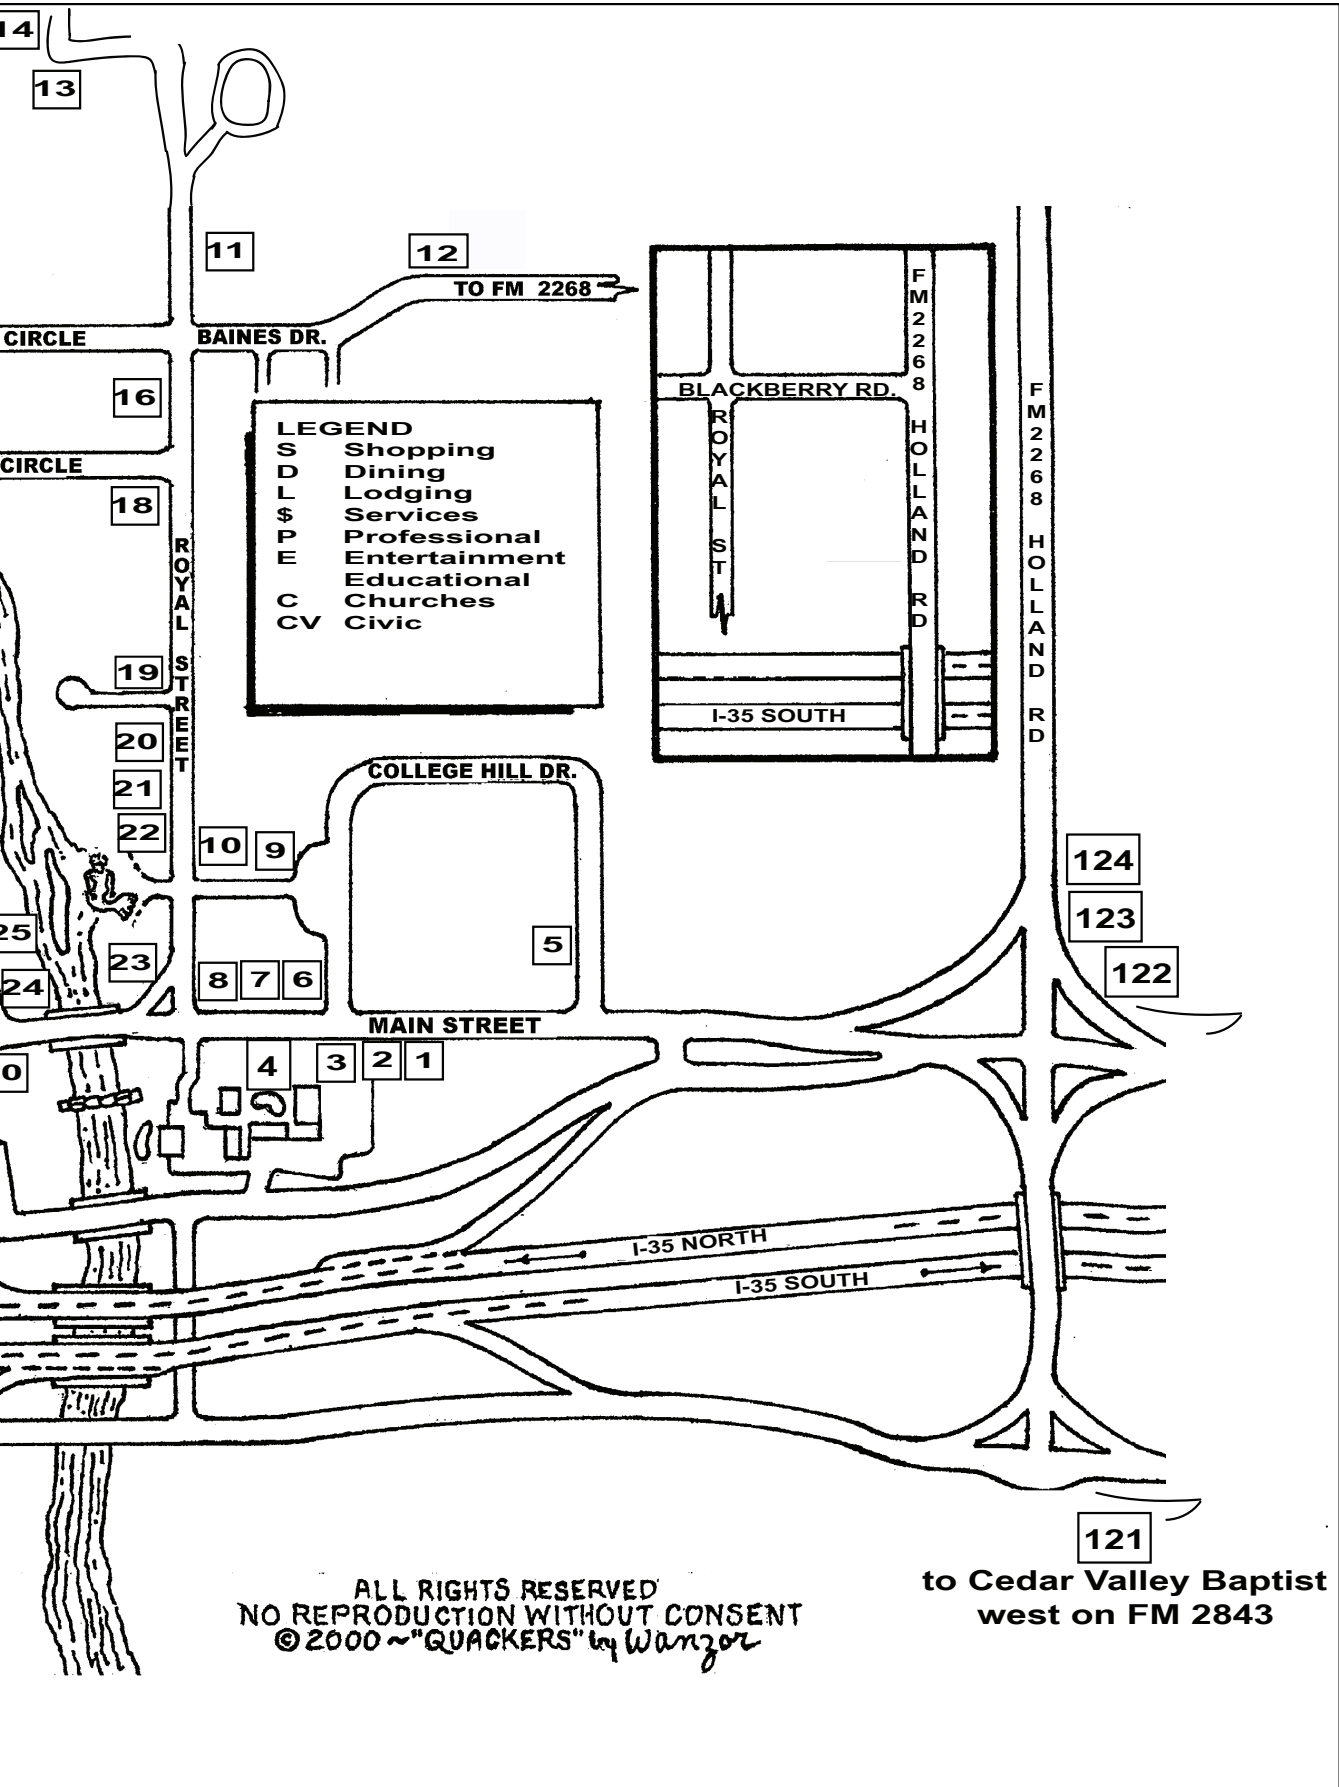 14
13
11
12
TO FM 2268
CIRCLE
BAINES DR.
16
CIRCLE
18
LEGEND
S Shopping
D Dining
L Lodging
$ Services
P Professional
E Entertainment
Educational
C Churches
CV Civic
ROYAL STREET
19
20
21
22
10
9
25
24
23
8
7
6
5
COLLEGE HILL DR.
BLACKBERRY RD.
ROYAL ST
FM2268 HOLLAND RD
I-35 SOUTH
FM2268 HOLLAND RD
124
123
122
MAIN STREET
0
4
3
2
1
I-35 NORTH
I-35 SOUTH
121
to Cedar Valley Baptist
west on FM 2843
ALL RIGHTS RESERVED
NO REPRODUCTION WITHOUT CONSENT
© 2000 ~ "QUACKERS" by Wanzor